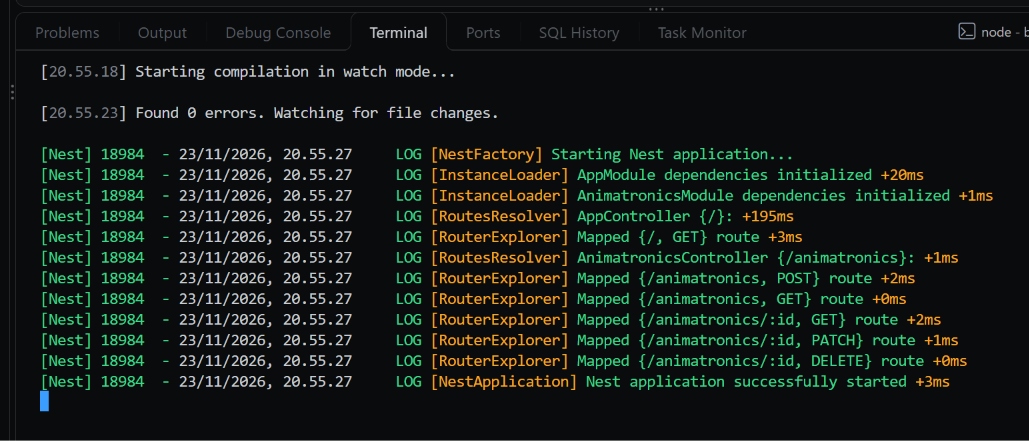 Problems Output Debug Console Terminal Ports SQL History Task Monitor node - b
[20.55.18] Starting compilation in watch mode...
[20.55.23] Found 0 errors. Watching for file changes.
[Nest] 18984  - 23/11/2026, 20.55.27     LOG [NestFactory] Starting Nest application...
[Nest] 18984  - 23/11/2026, 20.55.27     LOG [InstanceLoader] AppModule dependencies initialized +20ms
[Nest] 18984  - 23/11/2026, 20.55.27     LOG [InstanceLoader] AnimatronicsModule dependencies initialized +1ms
[Nest] 18984  - 23/11/2026, 20.55.27     LOG [RoutesResolver] AppController {/}: +195ms
[Nest] 18984  - 23/11/2026, 20.55.27     LOG [RouterExplorer] Mapped {/, GET} route +3ms
[Nest] 18984  - 23/11/2026, 20.55.27     LOG [RoutesResolver] AnimatronicsController {/animatronics}: +1ms
[Nest] 18984  - 23/11/2026, 20.55.27     LOG [RouterExplorer] Mapped {/animatronics, POST} route +2ms
[Nest] 18984  - 23/11/2026, 20.55.27     LOG [RouterExplorer] Mapped {/animatronics, GET} route +0ms
[Nest] 18984  - 23/11/2026, 20.55.27     LOG [RouterExplorer] Mapped {/animatronics/:id, GET} route +2ms
[Nest] 18984  - 23/11/2026, 20.55.27     LOG [RouterExplorer] Mapped {/animatronics/:id, PATCH} route +1ms
[Nest] 18984  - 23/11/2026, 20.55.27     LOG [RouterExplorer] Mapped {/animatronics/:id, DELETE} route +0ms
[Nest] 18984  - 23/11/2026, 20.55.27     LOG [NestApplication] Nest application successfully started +3ms